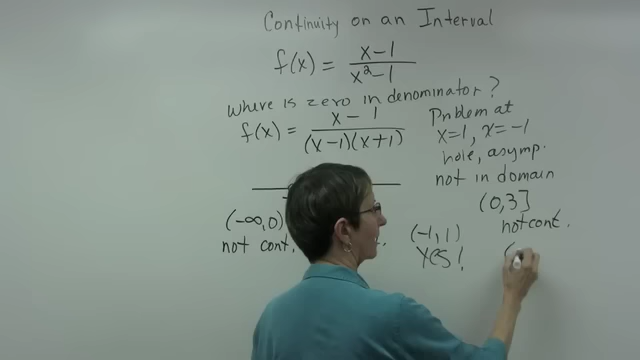 Continuity on an Interval
f(x) = x-1 / x²-1
where is zero in denominator?
f(x) = x-1 / (x-1)(x+1)
Problem at
x=1, x=-1
hole, asymp.
not in domain
(0,3]
not cont.
(-∞,0)
not cont.
(-1,1)
YES!
(